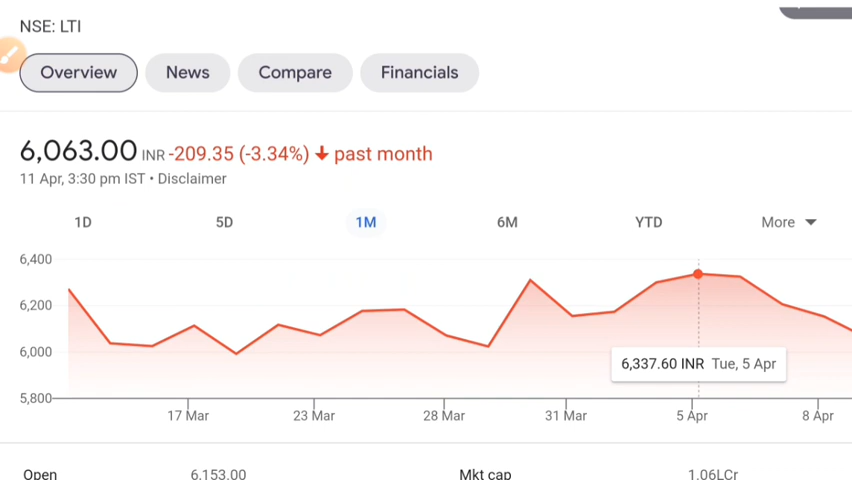 NSE: LTI
Overview News Compare Financials
6,063.00 INR -209.35 (-3.34%) ↓ past month
11 Apr, 3:30 pm IST • Disclaimer
1D 5D 1M 6M YTD More
6,400
6,200
6,000
6,337.60 INR Tue, 5 Apr
5,800
17 Mar 23 Mar 28 Mar 31 Mar 5 Apr 8 Apr
Open 6,153.00 Mkt cap 1.06LCr